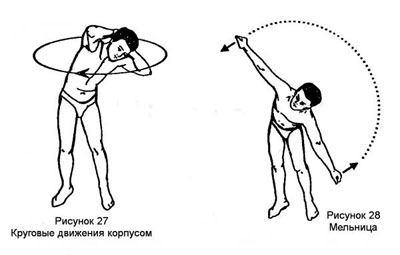 Рисунок 27
Круговые движения корпусом
Рисунок 28
Мельница